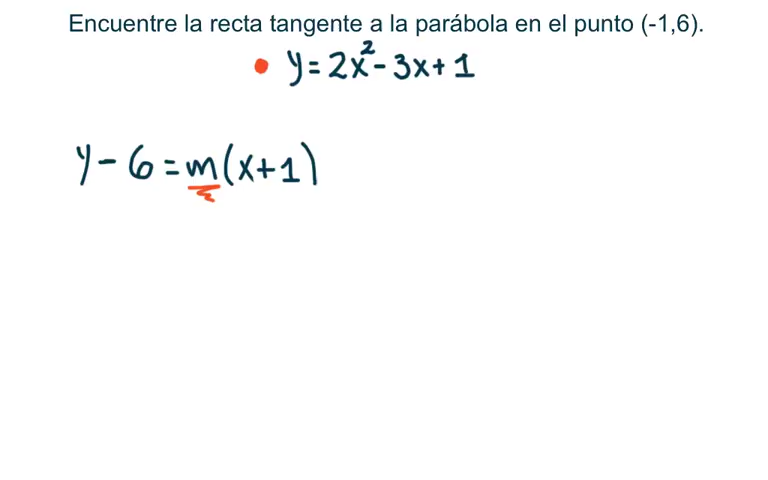 Encuentre la recta tangente a la parábola en el punto (-1,6).
• y = 2x² - 3x + 1
y - 6 = m(x + 1)